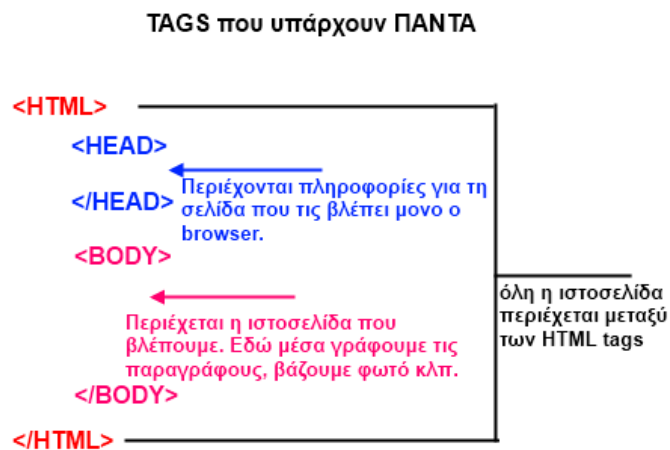 TAGS που υπάρχουν ΠΑΝΤΑ
<HTML>
<HEAD>
Περιέχονται πληροφορίες για τη
</HEAD> σελίδα που τις βλέπει μονο ο
browser.
<BODY>
όλη η ιστοσελίδα
περιέχεται μεταξύ
των HTML tags
Περιέχεται η ιστοσελίδα που
βλέπουμε. Εδώ μέσα γράφουμε τις
παραγράφους, βάζουμε φωτό κλπ.
</BODY>
</HTML>